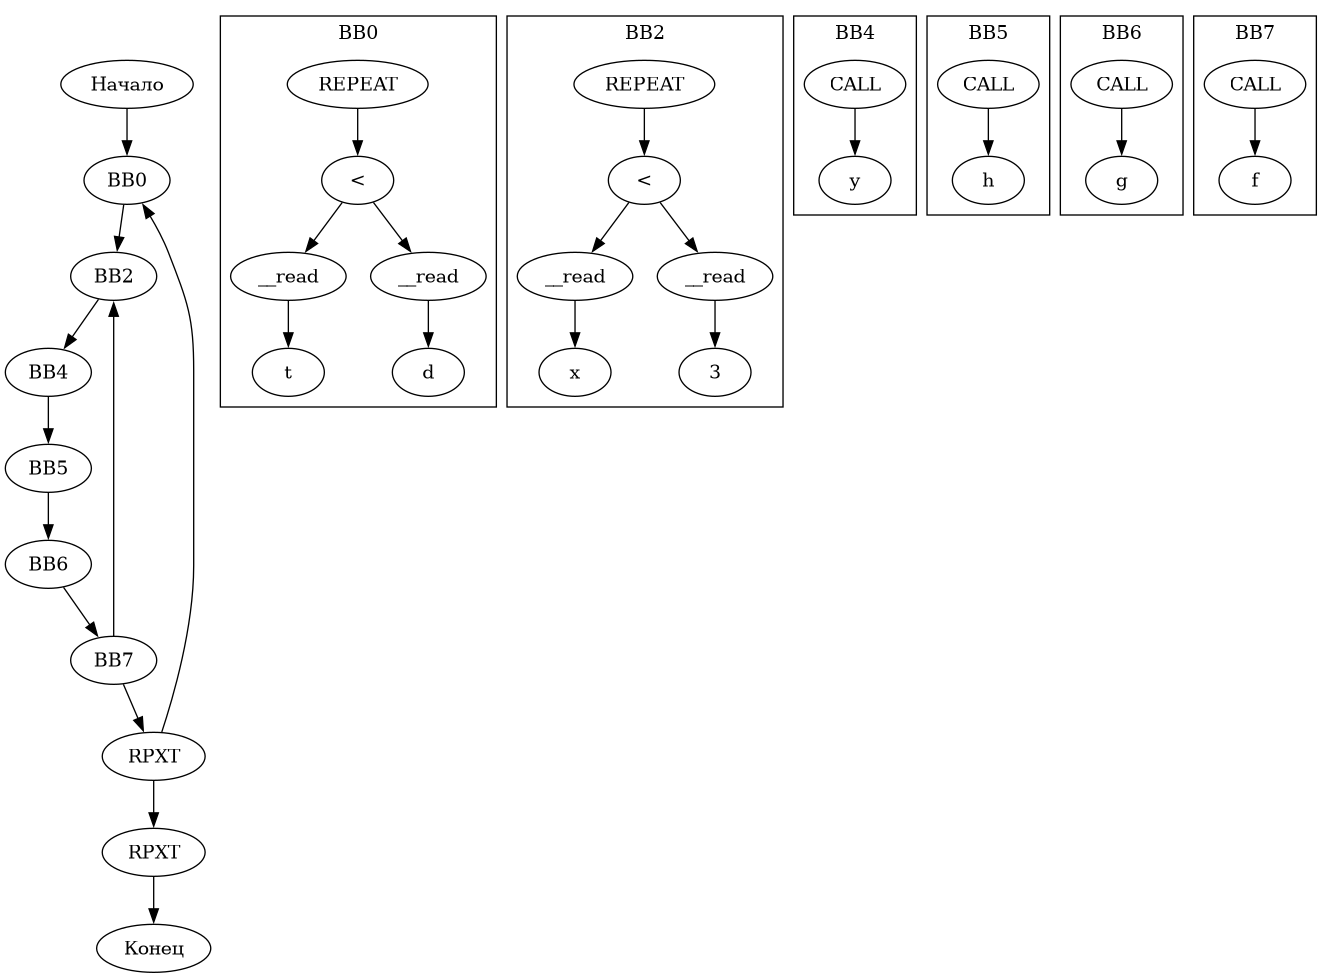 Начало
BB0
BB2
BB4
BB5
BB6
BB7
RPXT
RPXT
Конец
BB0
REPEAT
<
__read
__read
t
d
BB2
REPEAT
<
__read
__read
x
3
BB4
CALL
y
BB5
CALL
h
BB6
CALL
g
BB7
CALL
f